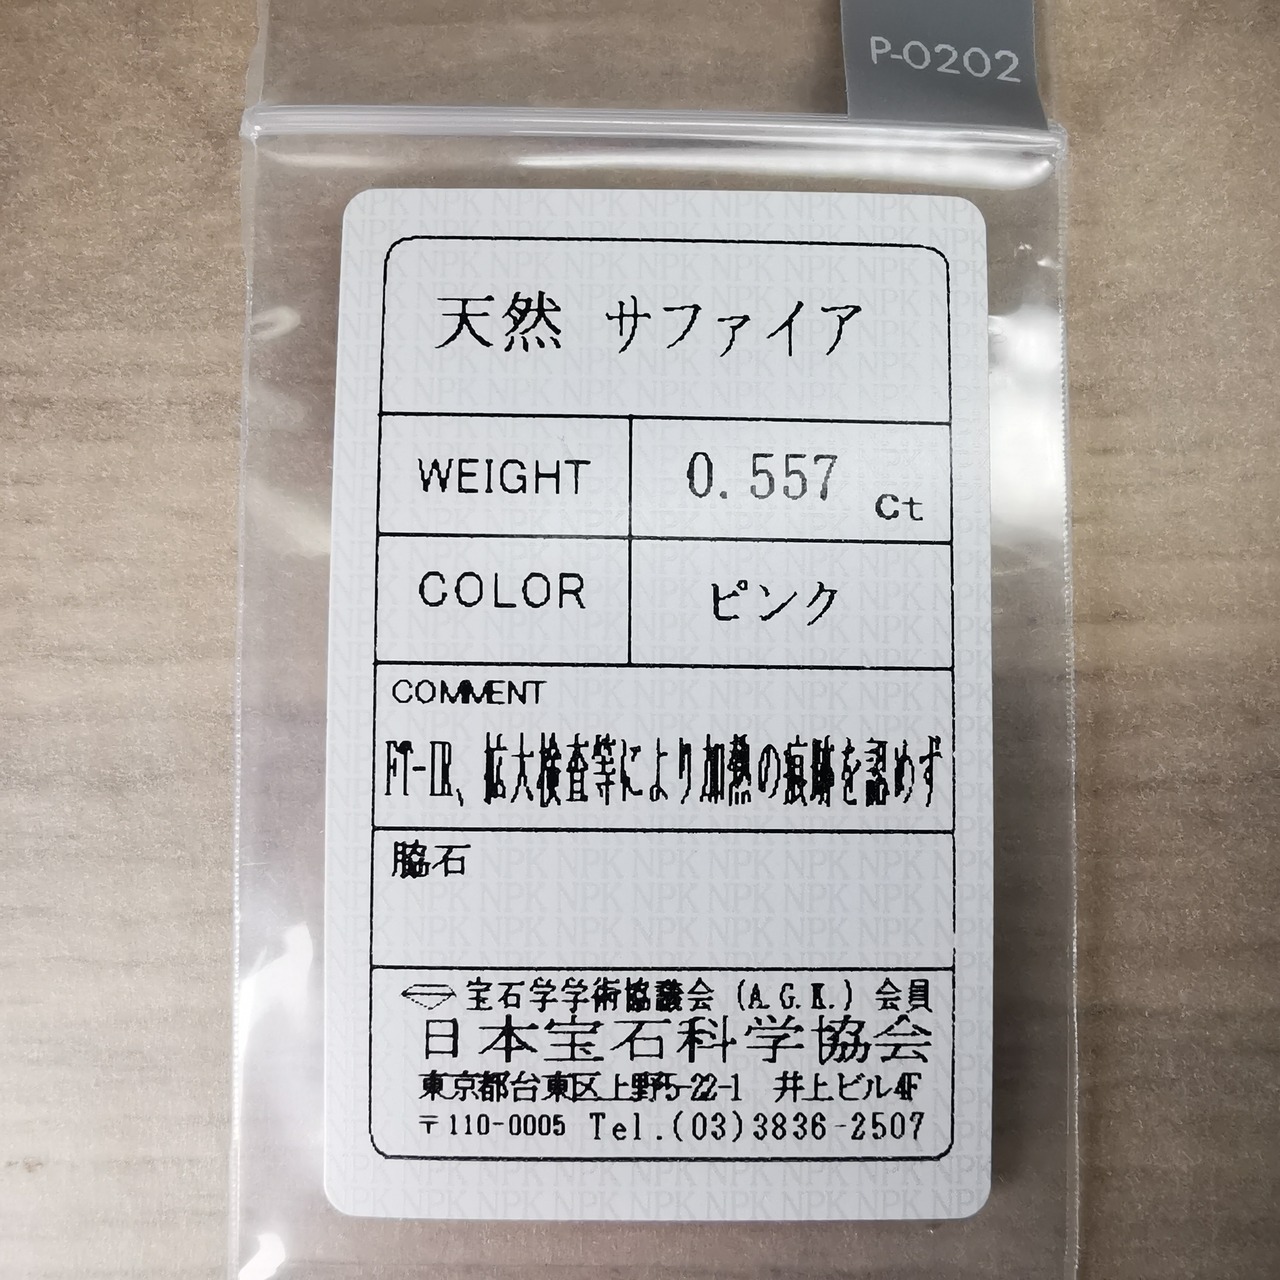 P-0202
天然 サファイア
WEIGHT 0.557 ct
COLOR ピンク
COMMENT
FT-IR、拡大検査等により加熱の痕跡を認めず
脇石
宝石学学術協議会 (A.G.K.) 会員
日本宝石科学協会
東京都台東区上野5-22-1 井上ビル4F
〒110-0005 Tel.(03)3836-2507
NPK